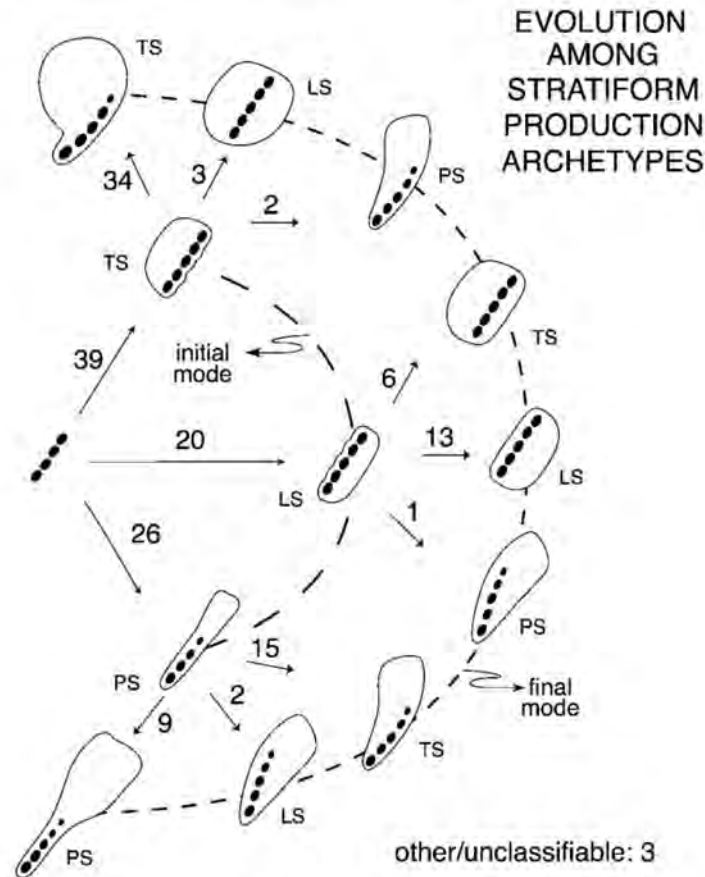 EVOLUTION
AMONG
STRATIFORM
PRODUCTION
ARCHETYPES
TS
LS
PS
34
3
2
TS
TS
39
initial
mode
6
20
13
LS
LS
1
26
PS
PS
15
final
mode
2
9
TS
LS
PS
other/unclassifiable: 3